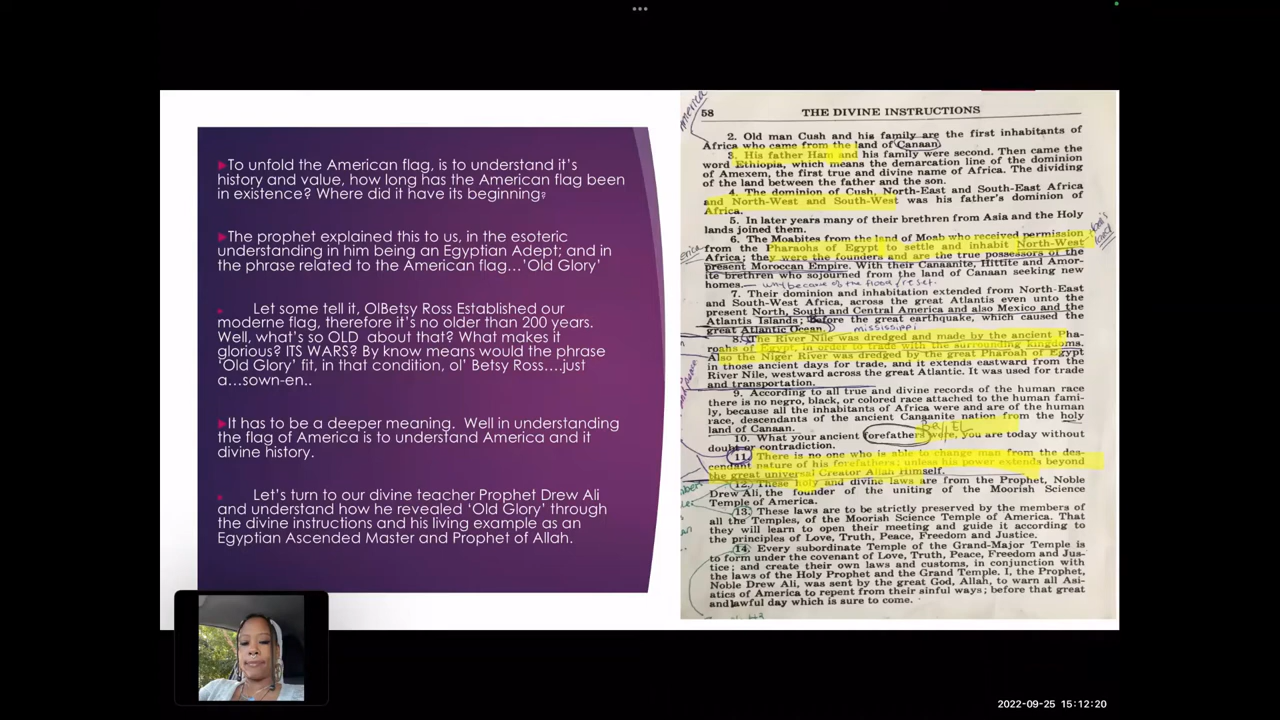 To unfold the American flag, is to understand it's
history and value, how long has the American flag been
in existence? Where did it have its beginning?
The prophet explained this to us, in the esoteric
understanding in him being an Egyptian Adept; and in
the phrase related to the American flag…'Old Glory'
Let some tell it, OlBetsy Ross Established our
moderne flag, therefore it's no older than 200 years.
Well, what's so OLD about that? What makes it
glorious? ITS WARS? By know means would the phrase
'Old Glory' fit, in that condition, ol' Betsy Ross….just
a…sown-en..
It has to be a deeper meaning. Well in understanding
the flag of America is to understand America and it
divine history.
Let's turn to our divine teacher Prophet Drew Ali
and understand how he revealed 'Old Glory' through
the divine instructions and his living example as an
Egyptian Ascended Master and Prophet of Allah.
America
58 THE DIVINE INSTRUCTIONS
2. Old man Cush and his family are the first inhabitants of
Africa who came from the land of Canaan.
3. His father Ham and his family were second. Then came the
word Ethiopia, which means the demarcation line of the dominion
of Amexem, the first true and divine name of Africa. The dividing
of the land between the father and the son.
4. The dominion of Cush, North-East and South-East Africa
and North-West and South-West was his father's dominion of
Africa.
5. In later years many of their brethren from Asia and the Holy
lands joined them.
6. The Moabites from the land of Moab who received permission
from the Pharaohs of Egypt to settle and inhabit North-West
Africa; they were the founders and are the true possessors of the
present Moroccan Empire. With their Canaanite, Hittite and Amor-
ite brethren who sojourned from the land of Canaan seeking new
homes. — why because of the flood/reset.
7. Their dominion and inhabitation extended from North-East
and South-West Africa, across the great Atlantis even unto the
present North, South and Central America and also Mexico and the
Atlantis Islands; before the great earthquake, which caused the
great Atlantic Ocean.
mississippi
8. The River Nile was dredged and made by the ancient Pha-
roahs of Egypt, in order to trade with the surrounding kingdoms.
Also the Niger River was dredged by the great Pharoah of Egypt
in those ancient days for trade, and it extends eastward from the
River Nile, westward across the great Atlantic. It was used for trade
and transportation.
9. According to all true and divine records of the human race
there is no negro, black, or colored race attached to the human fami-
ly, because all the inhabitants of Africa were and are of the human
race, descendants of the ancient Canaanite nation from the holy
land of Canaan.
10. What your ancient forefathers were, you are today without
doubt or contradiction.
11. There is no one who is able to change man from the des-
cendant nature of his forefathers; unless his power extends beyond
the great universal Creator Allah Himself.
12. These holy and divine laws are from the Prophet, Noble
Drew Ali, the founder of the uniting of the Moorish Science
Temple of America.
13. These laws are to be strictly preserved by the members of
all the Temples, of the Moorish Science Temple of America. That
they will learn to open their meeting and guide it according to
the principles of Love, Truth, Peace, Freedom and Justice.
14. Every subordinate Temple of the Grand-Major Temple is
to form under the covenant of Love, Truth, Peace, Freedom and Jus-
tice; and create their own laws and customs, in conjunction with
the laws of the Holy Prophet and the Grand Temple. I, the Prophet,
Noble Drew Ali, was sent by the great God, Allah, to warn all Asi-
atics of America to repent from their sinful ways; before that great
and lawful day which is sure to come.
2022-09-25 15:12:20